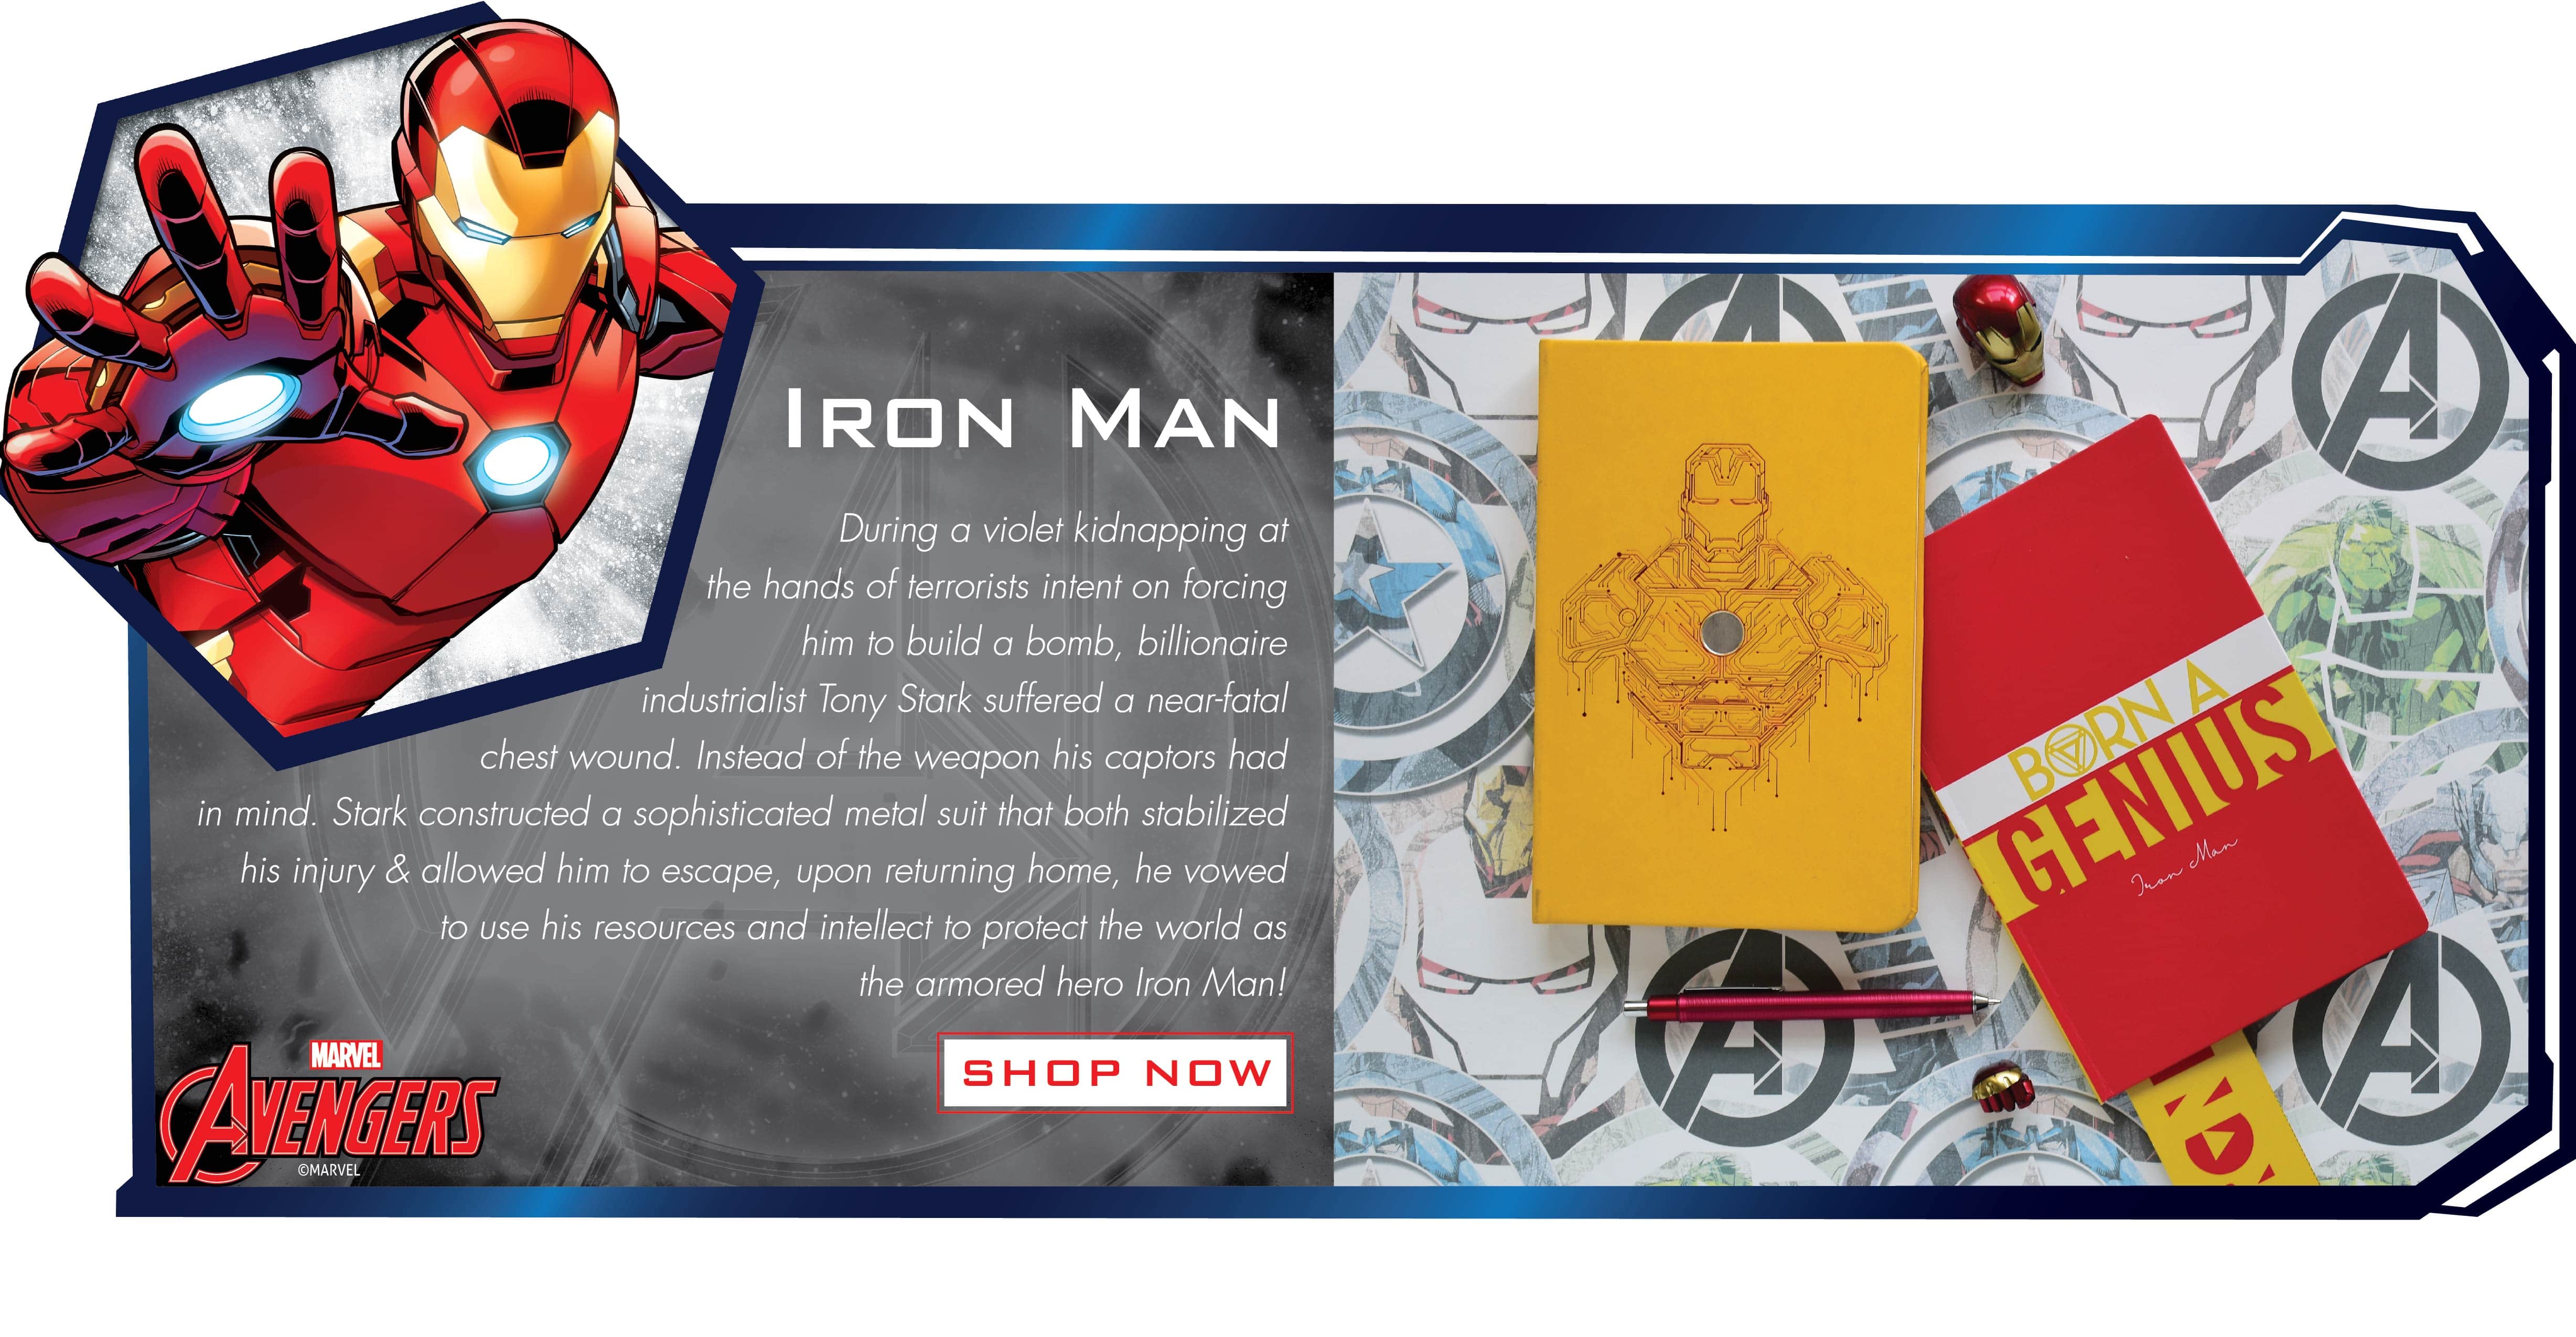 Iron Man
During a violet kidnapping at
the hands of terrorists intent on forcing
him to build a bomb, billionaire
industrialist Tony Stark suffered a near-fatal
chest wound. Instead of the weapon his captors had
in mind. Stark constructed a sophisticated metal suit that both stabilized
his injury & allowed him to escape, upon returning home, he vowed
to use his resources and intellect to protect the world as
the armored hero Iron Man!
SHOP NOW
MARVEL
AVENGERS
©MARVEL
BORN A
GENIUS
Iron Man